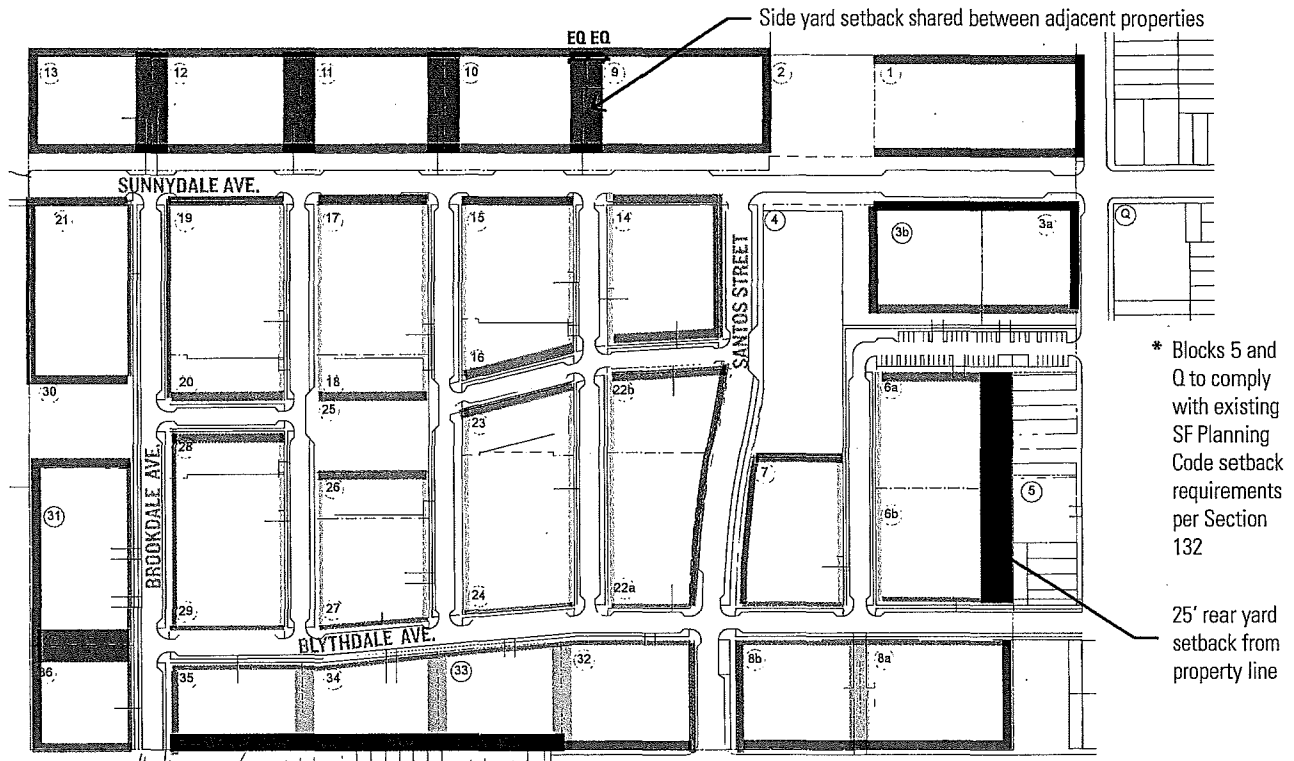 Side yard setback shared between adjacent properties
EQ EQ
13
12
11
10
9
2
1
SUNNYDALE AVE.
21
19
17
15
14
SANTOS STREET
4
3b
3a
Q
16
30
20
18
25
23
22b
6a
* Blocks 5 and
Q to comply
with existing
SF Planning
Code setback
requirements
per Section
132
28
26
7
5
31
BROOKDALE AVE.
6b
29
27
24
22a
BLYTHDALE AVE.
25' rear yard
setback from
property line
36
35
34
33
32
8b
8a